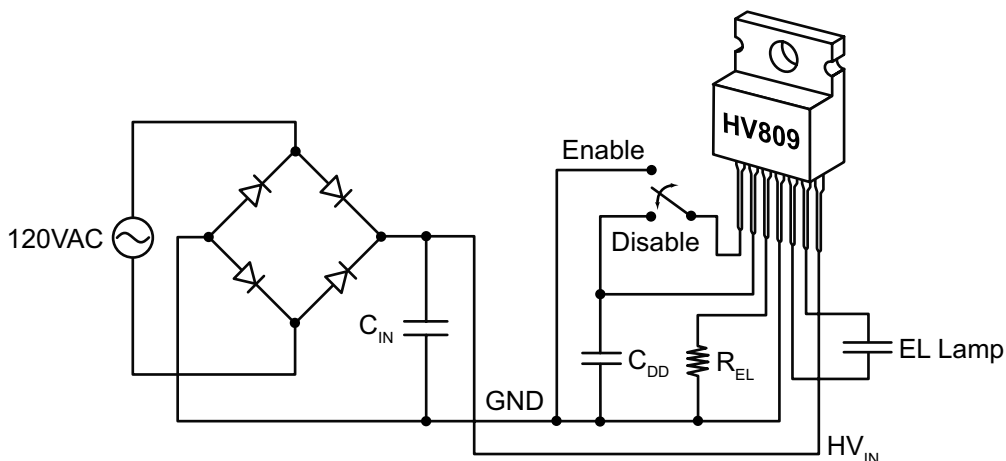 HV809
Enable
120VAC
Disable
C_IN
C_DD
R_EL
EL Lamp
GND
HV_IN